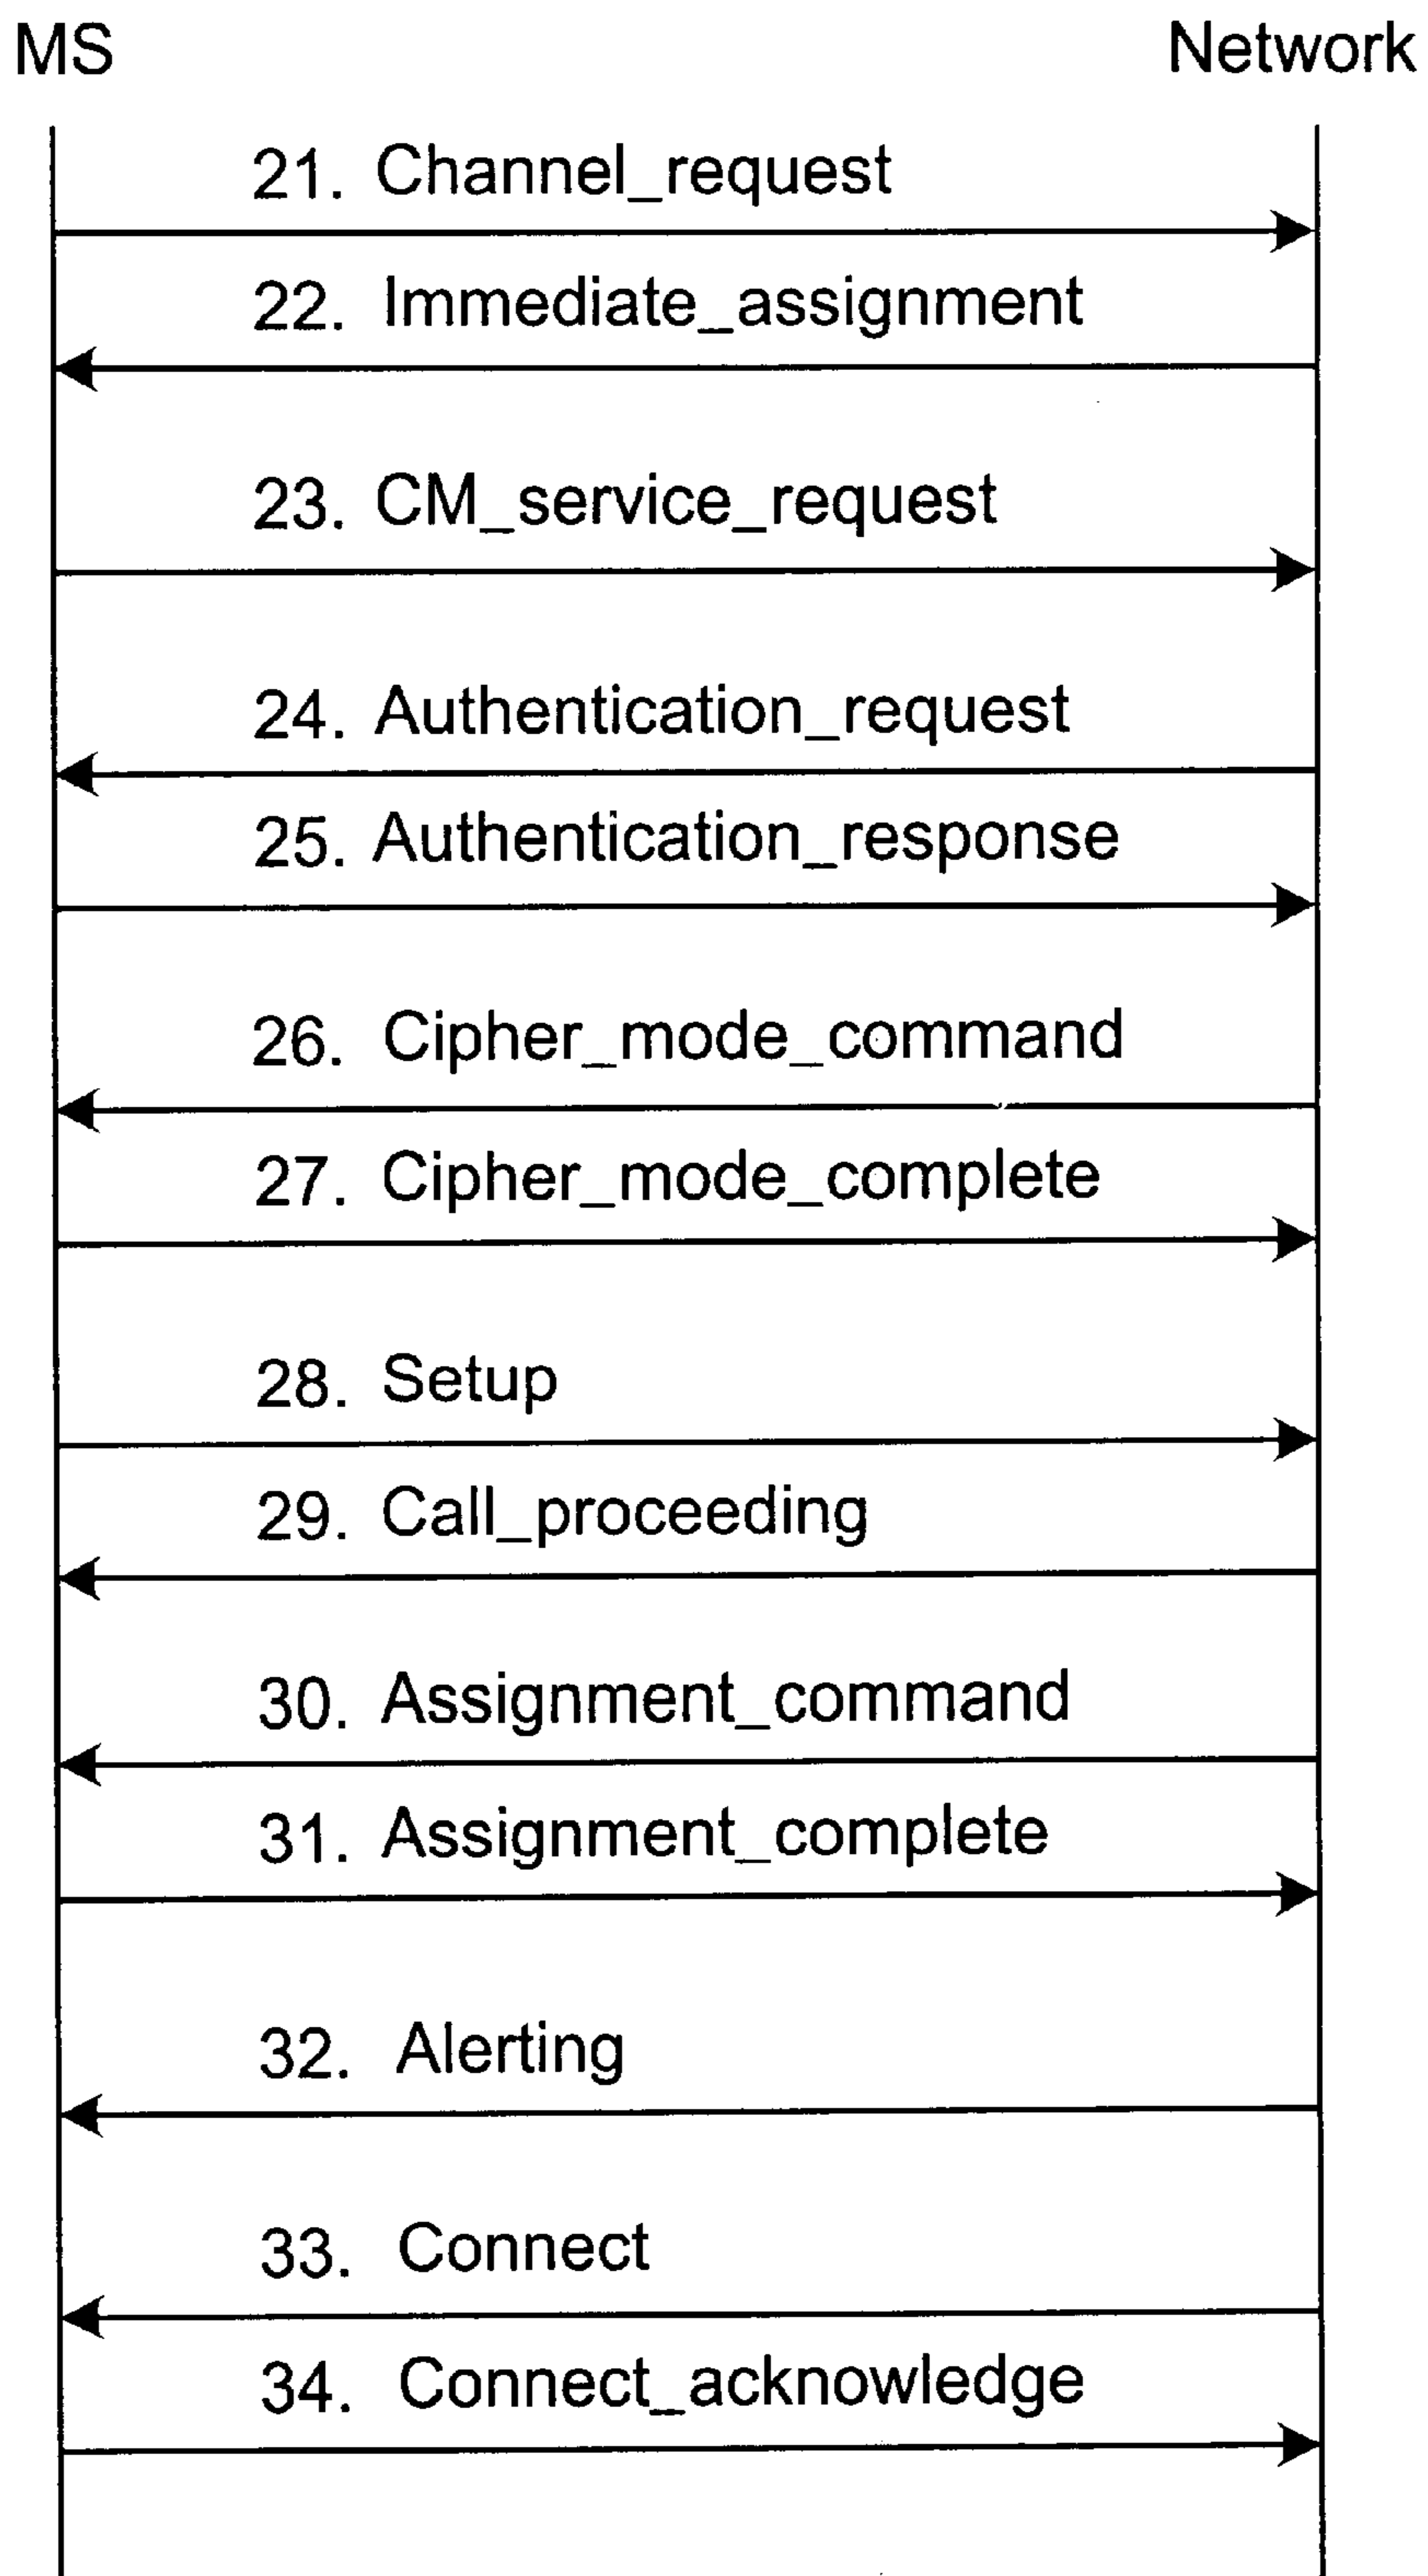 MS Network
21. Channel_request
22. Immediate_assignment
23. CM_service_request
24. Authentication_request
25. Authentication_response
26. Cipher_mode_command
27. Cipher_mode_complete
28. Setup
29. Call_proceeding
30. Assignment_command
31. Assignment_complete
32. Alerting
33. Connect
34. Connect_acknowledge